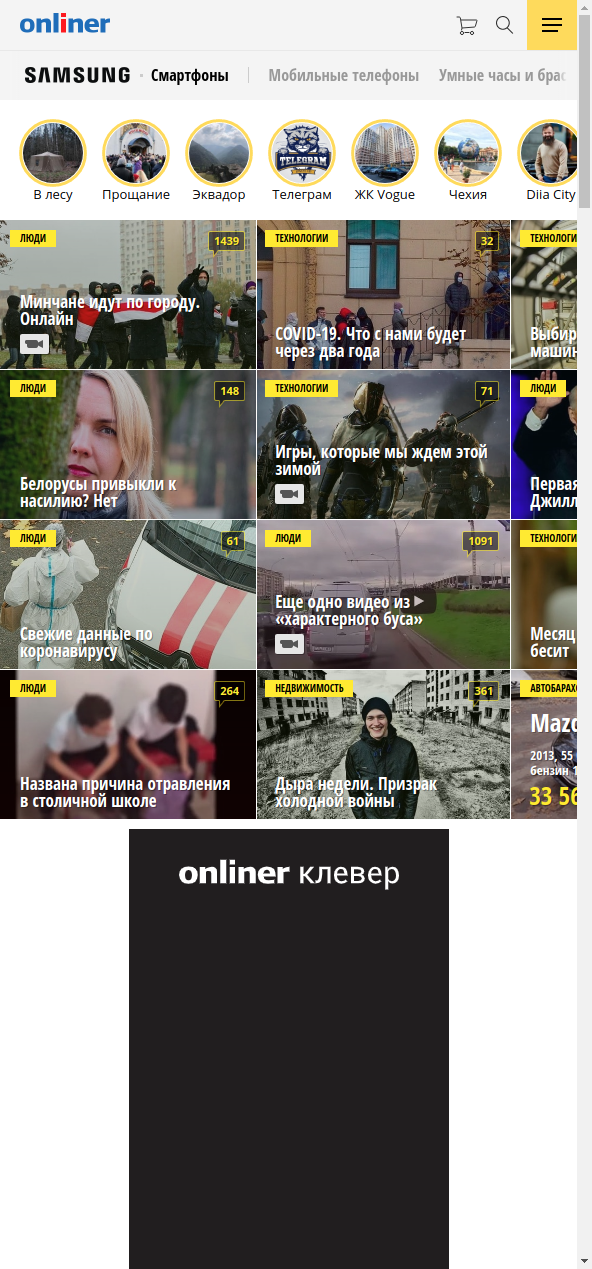 onliner
SAMSUNG
Смартфоны
Мобильные телефоны
Умные часы и брас
В лесу
Прощание
Эквадор
Телеграм
ЖК Vogue
Чехия
Diia City
TELEGRAM
ЛЮДИ
1439
Минчане идут по городу.
Онлайн
ТЕХНОЛОГИИ
32
COVID-19. Что с нами будет
через два года
ТЕХНОЛОГИ
Выбир
машин
ЛЮДИ
148
Белорусы привыкли к
насилию? Нет
ТЕХНОЛОГИИ
71
Игры, которые мы ждем этой
зимой
ЛЮДИ
Первая
Джилл
ЛЮДИ
61
Свежие данные по
коронавирусу
ЛЮДИ
1091
Еще одно видео из
«характерного буса»
ТЕХНОЛОГИ
Месяц
бесит
ЛЮДИ
264
Названа причина отравления
в столичной школе
НЕДВИЖИМОСТЬ
361
Дыра недели. Призрак
холодной войны
АВТОБАРАХО
Mazd
2013, 55
бензин 1
33 56
onliner клевер